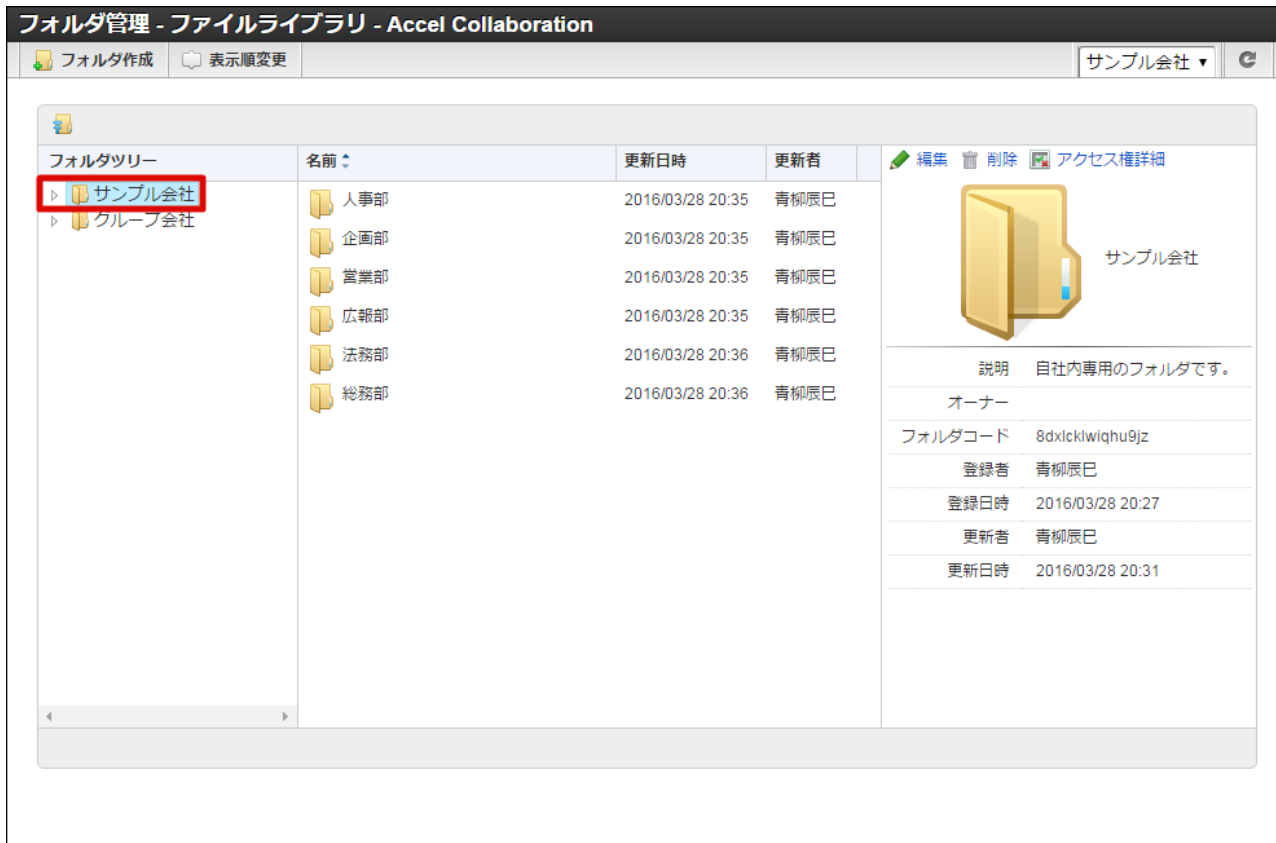 フォルダ管理 - ファイルライブラリ - Accel Collaboration
フォルダ作成 表示順変更 サンプル会社
フォルダツリー 名前 更新日時 更新者 編集 削除 アクセス権詳細
サンプル会社
グループ会社
人事部 2016/03/28 20:35 青柳辰巳
企画部 2016/03/28 20:35 青柳辰巳
営業部 2016/03/28 20:35 青柳辰巳
広報部 2016/03/28 20:35 青柳辰巳
法務部 2016/03/28 20:36 青柳辰巳
総務部 2016/03/28 20:36 青柳辰巳
サンプル会社
説明 自社内専用のフォルダです。
オーナー
フォルダコード 8dxlcklwiqhu9jz
登録者 青柳辰巳
登録日時 2016/03/28 20:27
更新者 青柳辰巳
更新日時 2016/03/28 20:31